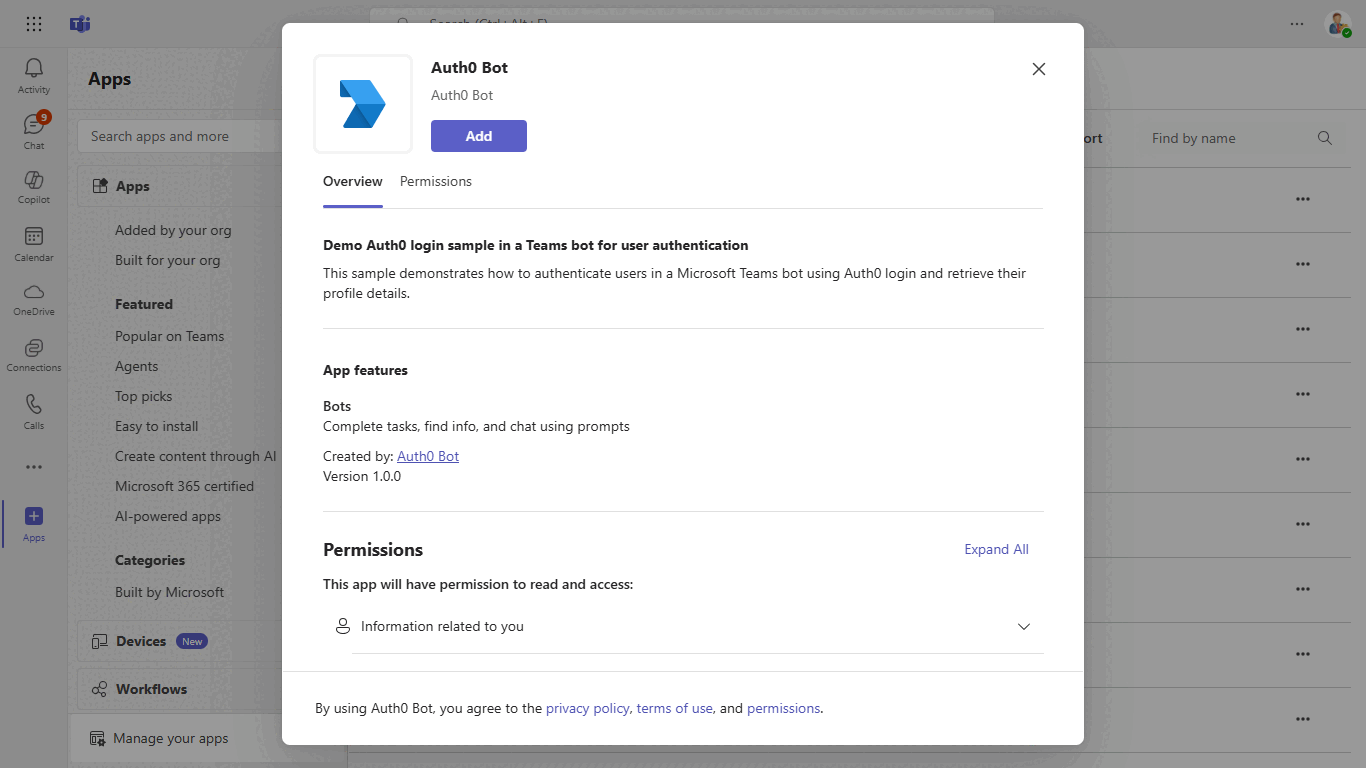 Search (Ctrl+Alt+E)
Activity
9
Chat
Copilot
Calendar
OneDrive
Connections
Calls
Apps
Apps
Search apps and more
Apps
Added by your org
Built for your org
Featured
Popular on Teams
Agents
Top picks
Easy to install
Create content through AI
Microsoft 365 certified
AI-powered apps
Categories
Built by Microsoft
Devices New
Workflows
Manage your apps
Find by name
Auth0 Bot
Auth0 Bot
Add
Overview Permissions
Demo Auth0 login sample in a Teams bot for user authentication
This sample demonstrates how to authenticate users in a Microsoft Teams bot using Auth0 login and retrieve their
profile details.
App features
Bots
Complete tasks, find info, and chat using prompts
Created by: Auth0 Bot
Version 1.0.0
Permissions
Expand All
This app will have permission to read and access:
Information related to you
By using Auth0 Bot, you agree to the privacy policy, terms of use, and permissions.